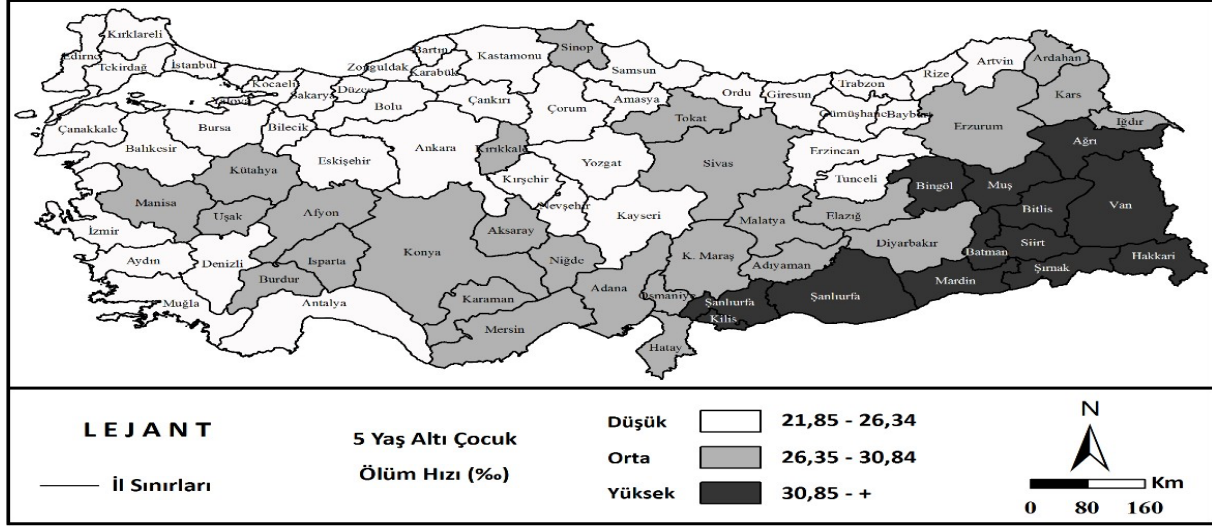 Kırklareli
Edirne
Tekirdağ
İstanbul
Kocaeli
Yalova
Sakarya
Düzce
Zonguldak
Bartın
Karabük
Kastamonu
Sinop
Samsun
Bolu
Çankırı
Çorum
Amasya
Ordu
Giresun
Trabzon
Rize
Artvin
Ardahan
Kars
Gümüşhane
Bayburt
Tokat
Erzurum
Iğdır
Ağrı
Çanakkale
Balıkesir
Bursa
Bilecik
Eskişehir
Ankara
Kırıkkale
Yozgat
Sivas
Erzincan
Tunceli
Bingöl
Muş
Bitlis
Van
Kütahya
Manisa
Uşak
Afyon
Kırşehir
Nevşehir
Kayseri
Malatya
Elazığ
Diyarbakır
Batman
Siirt
Hakkari
Şırnak
Mardin
İzmir
Aydın
Denizli
Isparta
Burdur
Konya
Aksaray
Niğde
K. Maraş
Adıyaman
Muğla
Antalya
Karaman
Mersin
Adana
Osmaniye
Şanlıurfa
Şanlıurfa
Kilis
Hatay
LEJANT
İl Sınırları
5 Yaş Altı Çocuk
Ölüm Hızı (‰)
Düşük 21,85 - 26,34
Orta 26,35 - 30,84
Yüksek 30,85 - +
N
Km
0 80 160